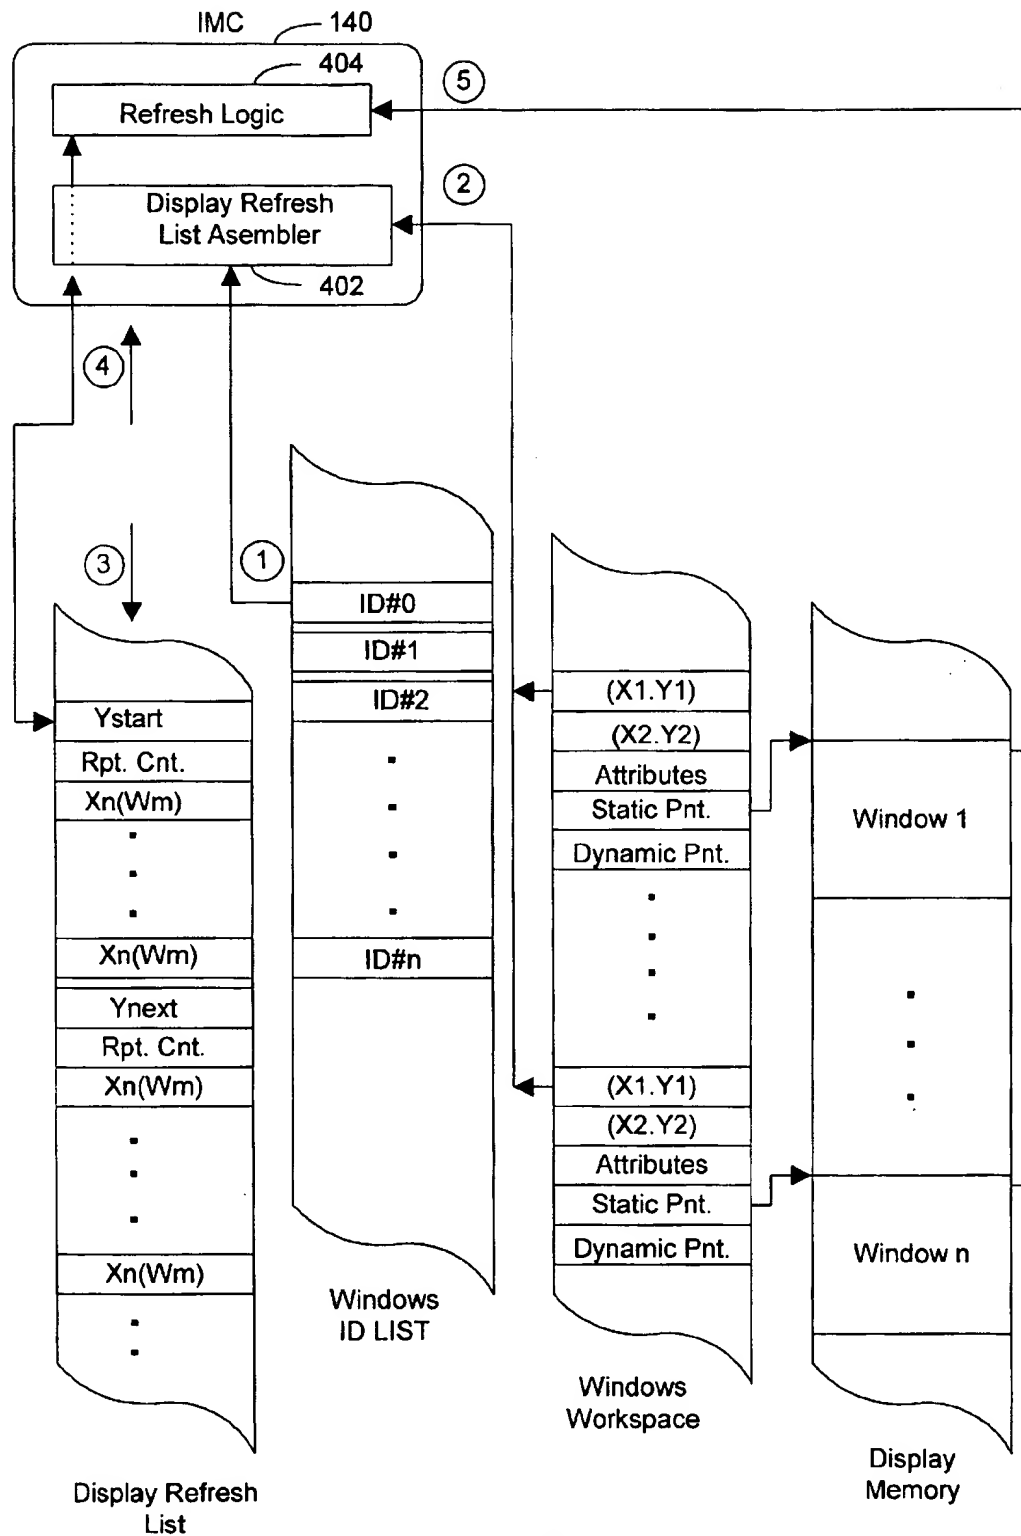 IMC
140
404
5
Refresh Logic
2
Display Refresh
List Asembler
402
4
3
1
ID#0
ID#1
ID#2
ID#n
Windows
ID LIST
Ystart
Rpt. Cnt.
Xn(Wm)
Xn(Wm)
Ynext
Rpt. Cnt.
Xn(Wm)
Xn(Wm)
Display Refresh
List
(X1.Y1)
(X2.Y2)
Attributes
Static Pnt.
Dynamic Pnt.
(X1.Y1)
(X2.Y2)
Attributes
Static Pnt.
Dynamic Pnt.
Windows
Workspace
Window 1
Window n
Display
Memory